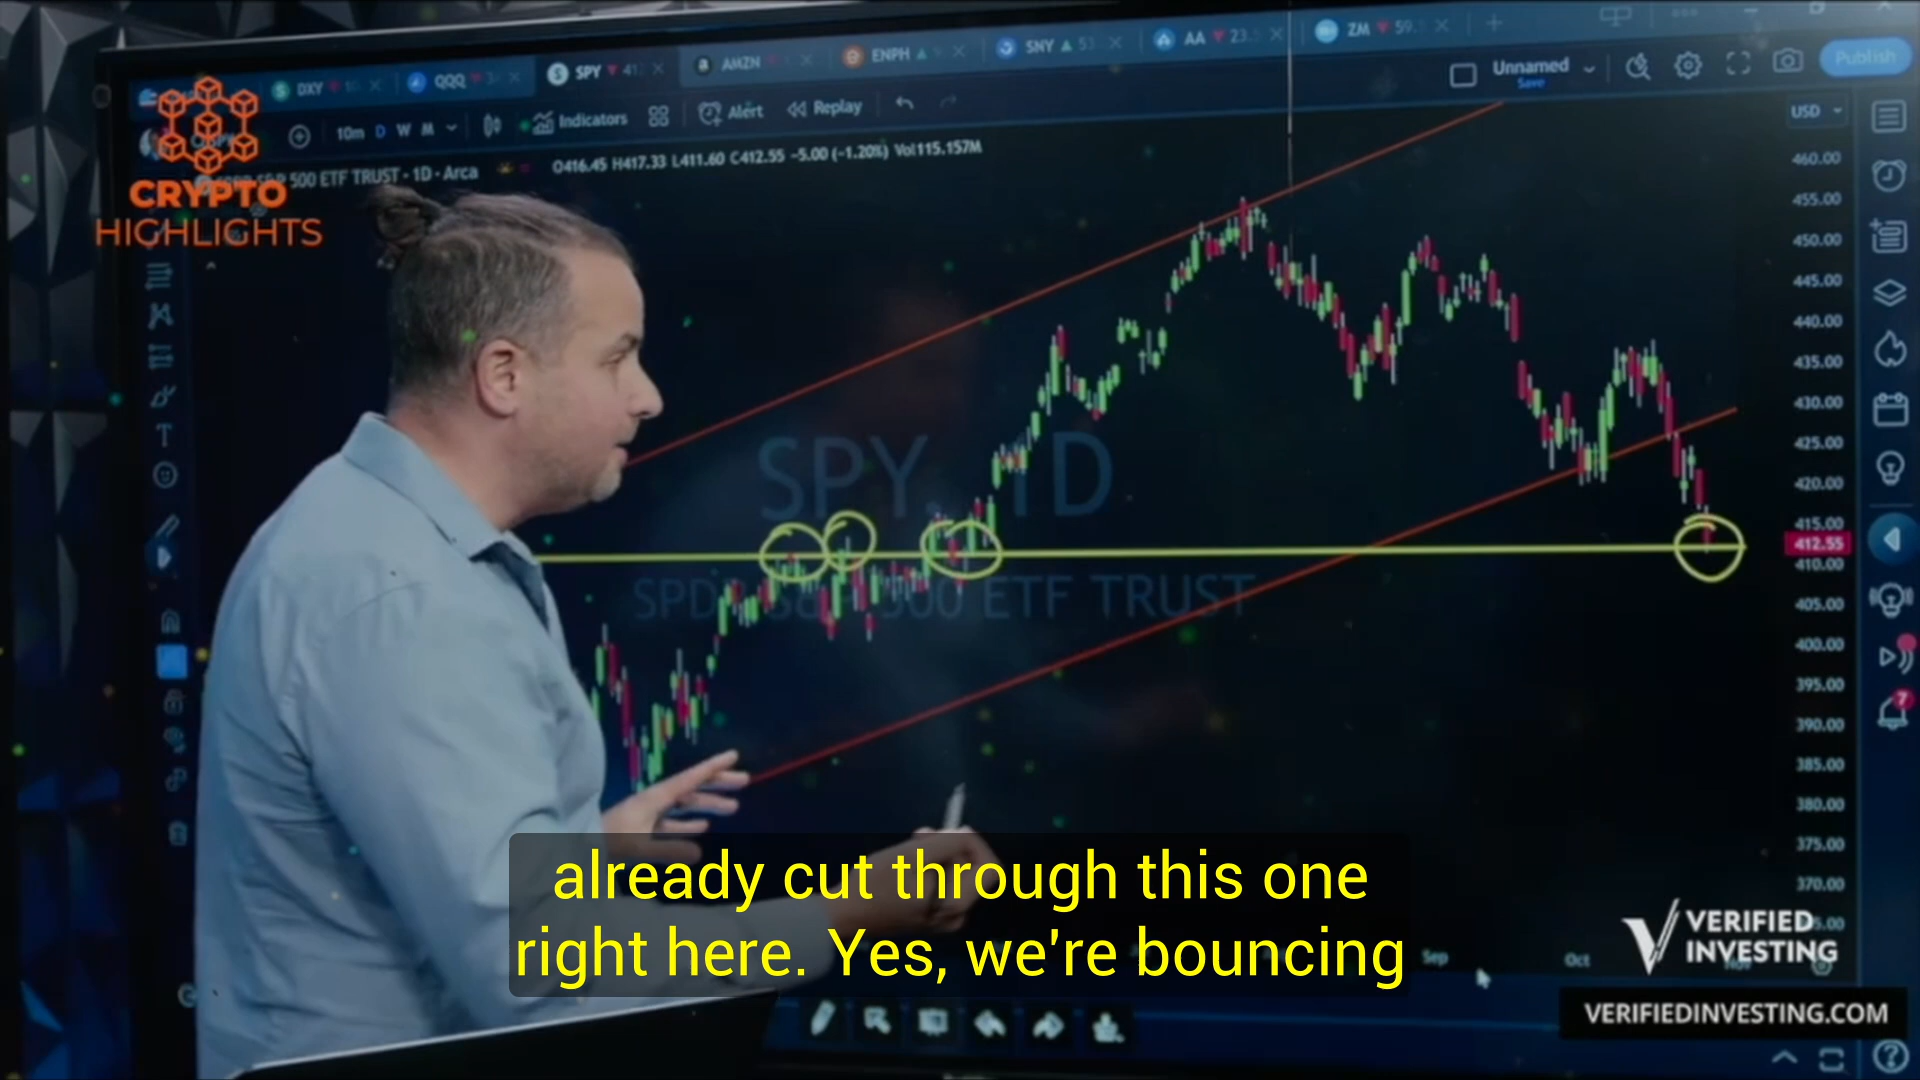 DXY
QQQ
SPY
AMZN
ENPH
SNY
AA
ZM
Unnamed
Save
Publish
10m D W M
Indicators
Alert
Replay
500 ETF TRUST · 1D · Arca
O416.45 H417.33 L411.60 C412.55 −5.00 (−1.20%) Vol115.157M
USD
CRYPTO
HIGHLIGHTS
460.00
455.00
450.00
445.00
440.00
435.00
430.00
425.00
420.00
415.00
412.55
410.00
405.00
400.00
395.00
390.00
385.00
380.00
375.00
370.00
SPY, 1D
SPDR S&P 500 ETF TRUST
7
already cut through this one
right here. Yes, we're bouncing
Sep
Oct
Nov
VERIFIED
INVESTING
VERIFIEDINVESTING.COM